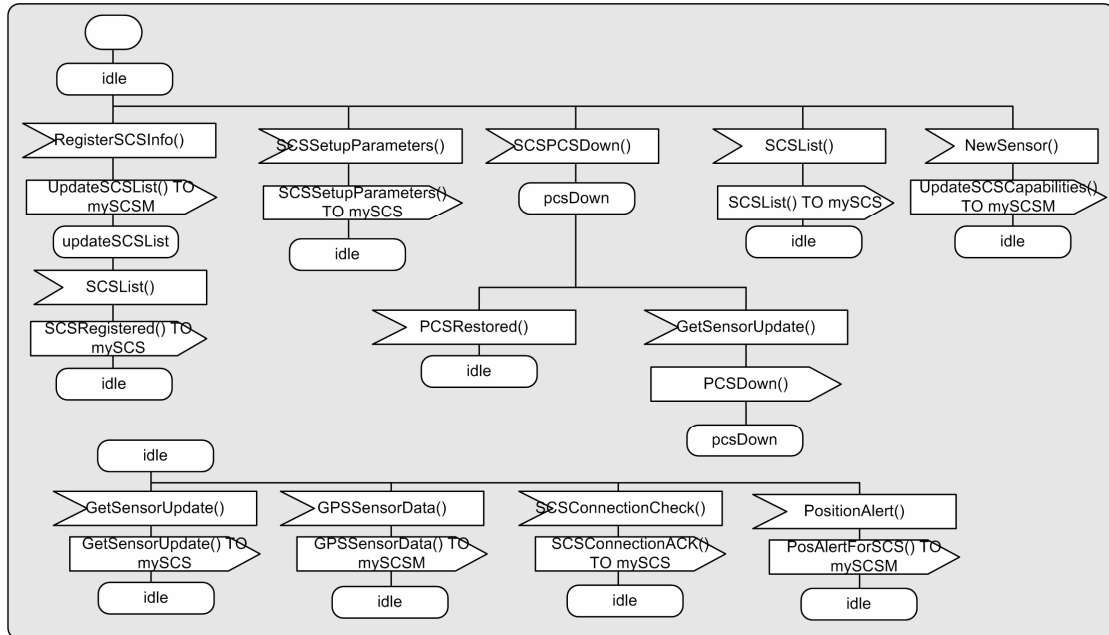 idle
RegisterSCSInfo()
SCSSetupParameters()
SCSPCSDown()
SCSList()
NewSensor()
UpdateSCSList() TO
mySCSM
SCSSetupParameters()
TO mySCS
pcsDown
SCSList() TO mySCS
UpdateSCSCapabilities()
TO mySCSM
updateSCSList
idle
idle
idle
SCSList()
SCSRegistered() TO
mySCS
PCSRestored()
GetSensorUpdate()
idle
idle
PCSDown()
pcsDown
idle
GetSensorUpdate()
GPSSensorData()
SCSConnectionCheck()
PositionAlert()
GetSensorUpdate() TO
mySCS
GPSSensorData() TO
mySCSM
SCSConnectionACK()
TO mySCS
PosAlertForSCS() TO
mySCSM
idle
idle
idle
idle